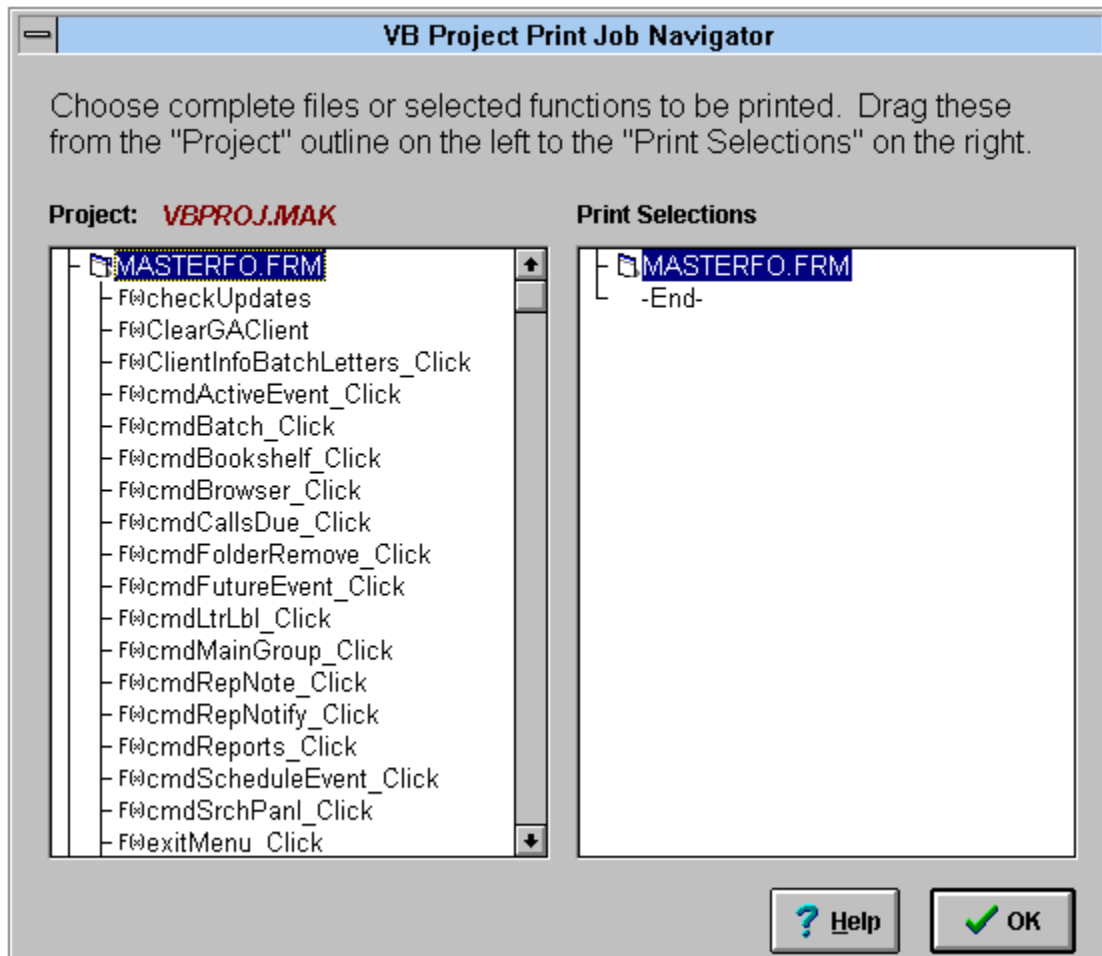 VB Project Print Job Navigator
Choose complete files or selected functions to be printed. Drag these
from the "Project" outline on the left to the "Print Selections" on the right.
Project: VBPROJ.MAK
MASTERFO.FRM
F(x)checkUpdates
F(x)ClearGAClient
F(x)ClientInfoBatchLetters_Click
F(x)cmdActiveEvent_Click
F(x)cmdBatch_Click
F(x)cmdBookshelf_Click
F(x)cmdBrowser_Click
F(x)cmdCallsDue_Click
F(x)cmdFolderRemove_Click
F(x)cmdFutureEvent_Click
F(x)cmdLtrLbl_Click
F(x)cmdMainGroup_Click
F(x)cmdRepNote_Click
F(x)cmdRepNotify_Click
F(x)cmdReports_Click
F(x)cmdScheduleEvent_Click
F(x)cmdSrchPanl_Click
F(x)exitMenu_Click
Print Selections
MASTERFO.FRM
-End-
? Help
OK